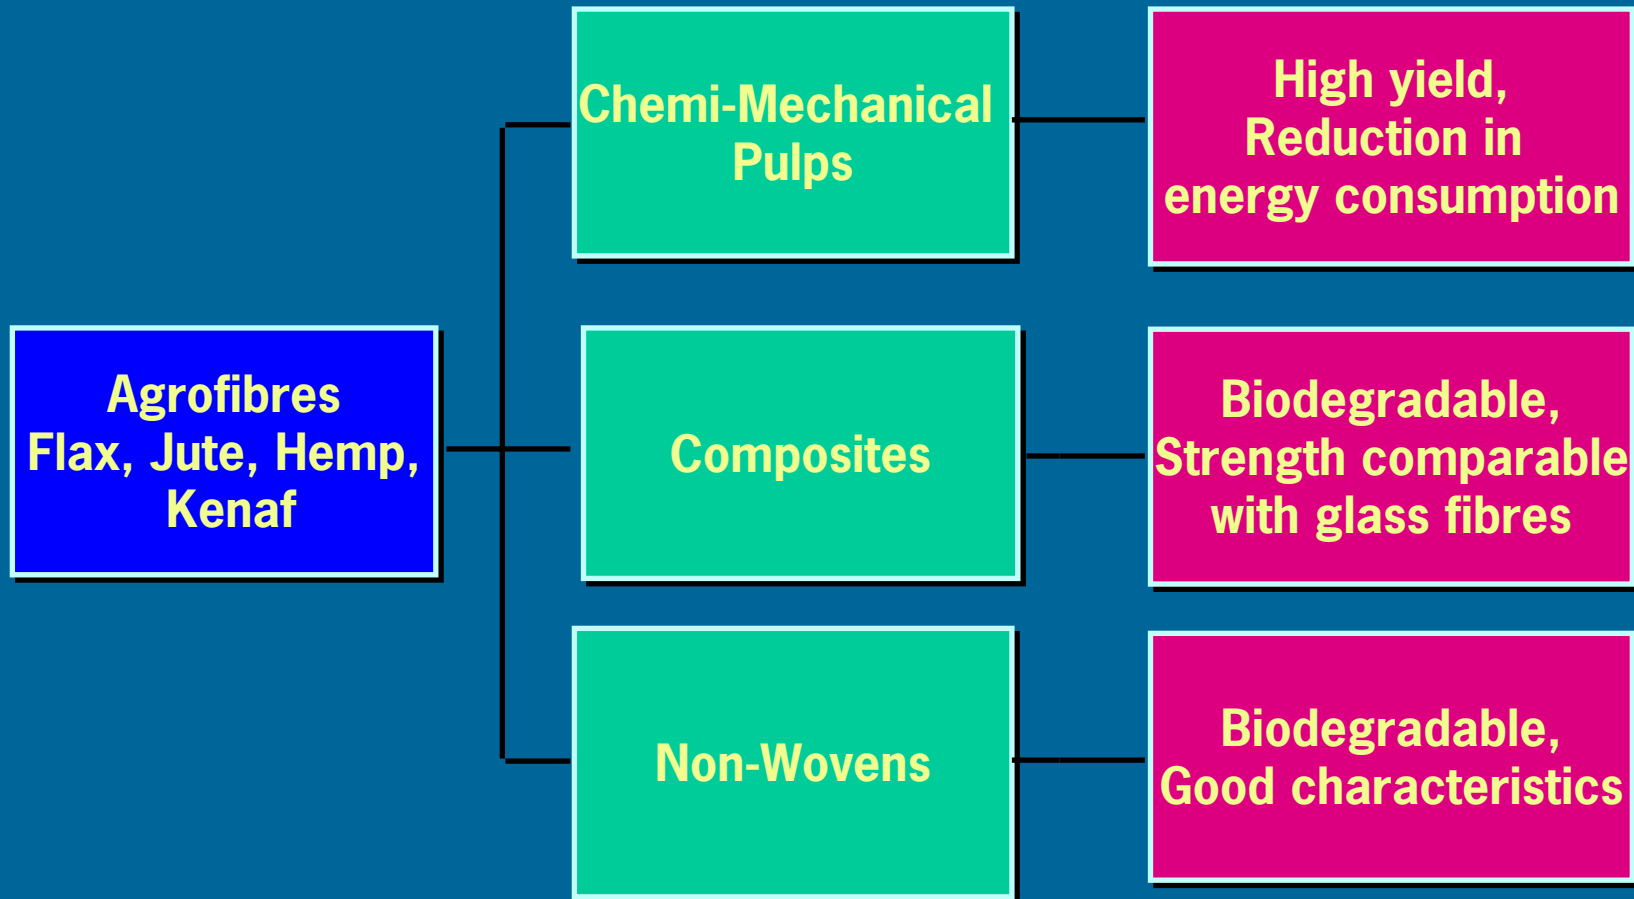 Agrofibres
Flax, Jute, Hemp,
Kenaf
Chemi-Mechanical
Pulps
High yield,
Reduction in
energy consumption
Composites
Biodegradable,
Strength comparable
with glass fibres
Non-Wovens
Biodegradable,
Good characteristics